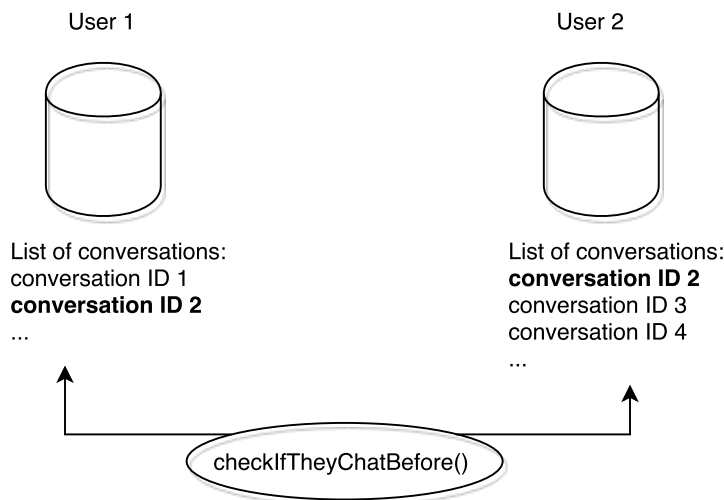 User 1
User 2
List of conversations:
conversation ID 1
conversation ID 2
...
List of conversations:
conversation ID 2
conversation ID 3
conversation ID 4
...
checkIfTheyChatBefore()